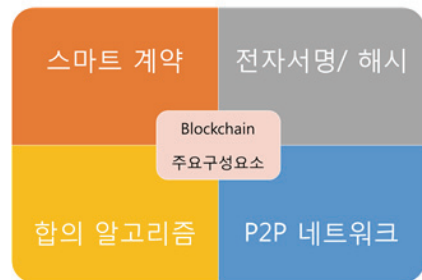 스마트 계약
전자서명/ 해시
Blockchain
주요구성요소
합의 알고리즘
P2P 네트워크